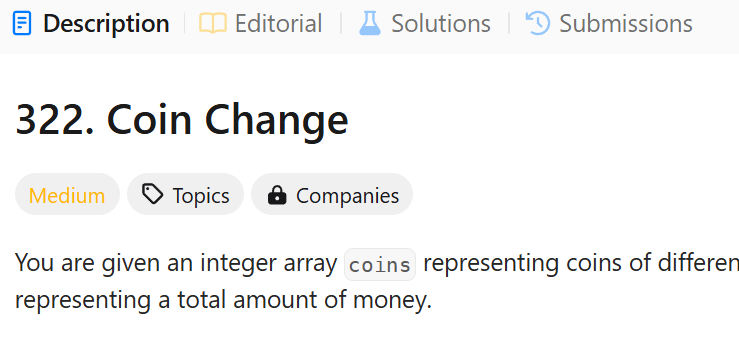 Description Editorial Solutions Submissions
322. Coin Change
Medium Topics Companies
You are given an integer array coins representing coins of
representing a total amount of money.